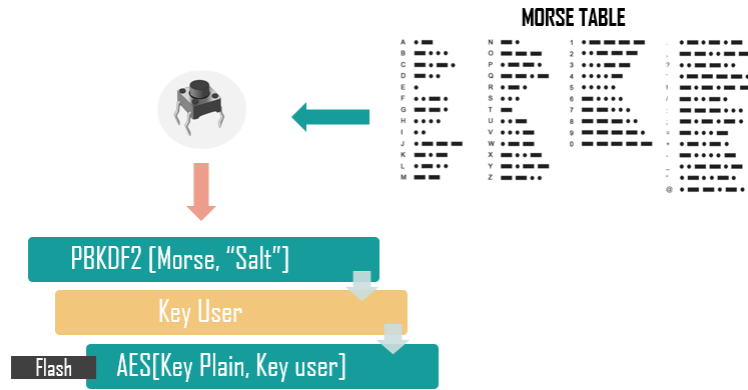 MORSE TABLE
A N 1 .
B O 2 ,
C P 3 ?
D Q 4 '
E R 5 !
F S 6 /
G T 7 :
H U 8 ;
I V 9 =
J W 0 +
K X -
L Y _
M Z "
@
PBKDF2 [Morse, “Salt”]
Key User
Flash AES[Key Plain, Key user]